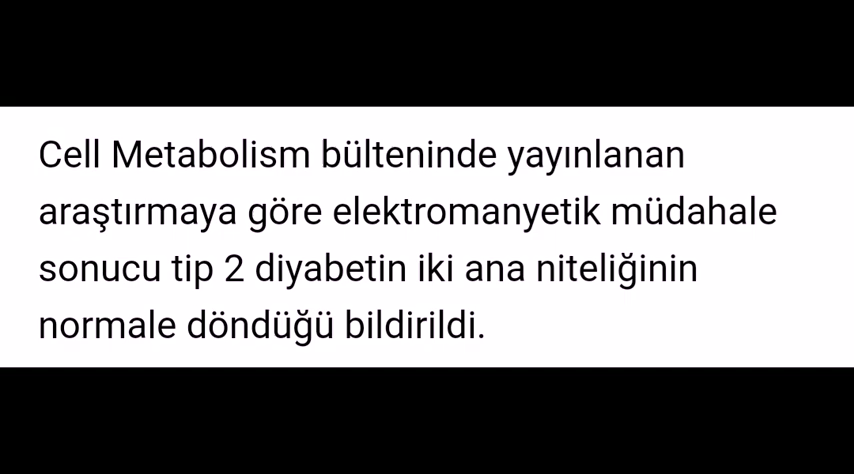 Cell Metabolism bülteninde yayınlanan
araştırmaya göre elektromanyetik müdahale
sonucu tip 2 diyabetin iki ana niteliğinin
normale döndüğü bildirildi.